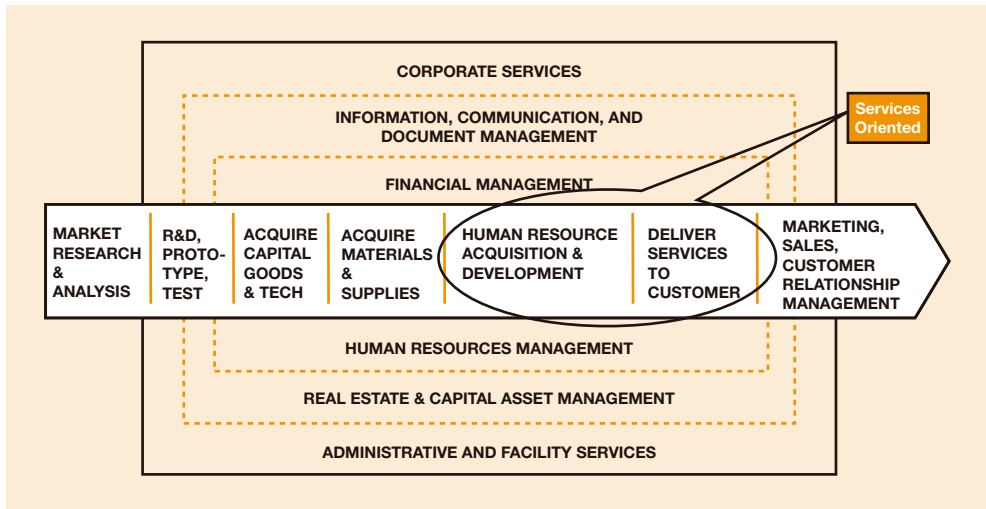 CORPORATE SERVICES
INFORMATION, COMMUNICATION, AND
DOCUMENT MANAGEMENT
Services
Oriented
FINANCIAL MANAGEMENT
MARKET
RESEARCH
&
ANALYSIS
R&D,
PROTO-
TYPE,
TEST
ACQUIRE
CAPITAL
GOODS
& TECH
ACQUIRE
MATERIALS
&
SUPPLIES
HUMAN RESOURCE
ACQUISITION &
DEVELOPMENT
DELIVER
SERVICES
TO
CUSTOMER
MARKETING,
SALES,
CUSTOMER
RELATIONSHIP
MANAGEMENT
HUMAN RESOURCES MANAGEMENT
REAL ESTATE & CAPITAL ASSET MANAGEMENT
ADMINISTRATIVE AND FACILITY SERVICES